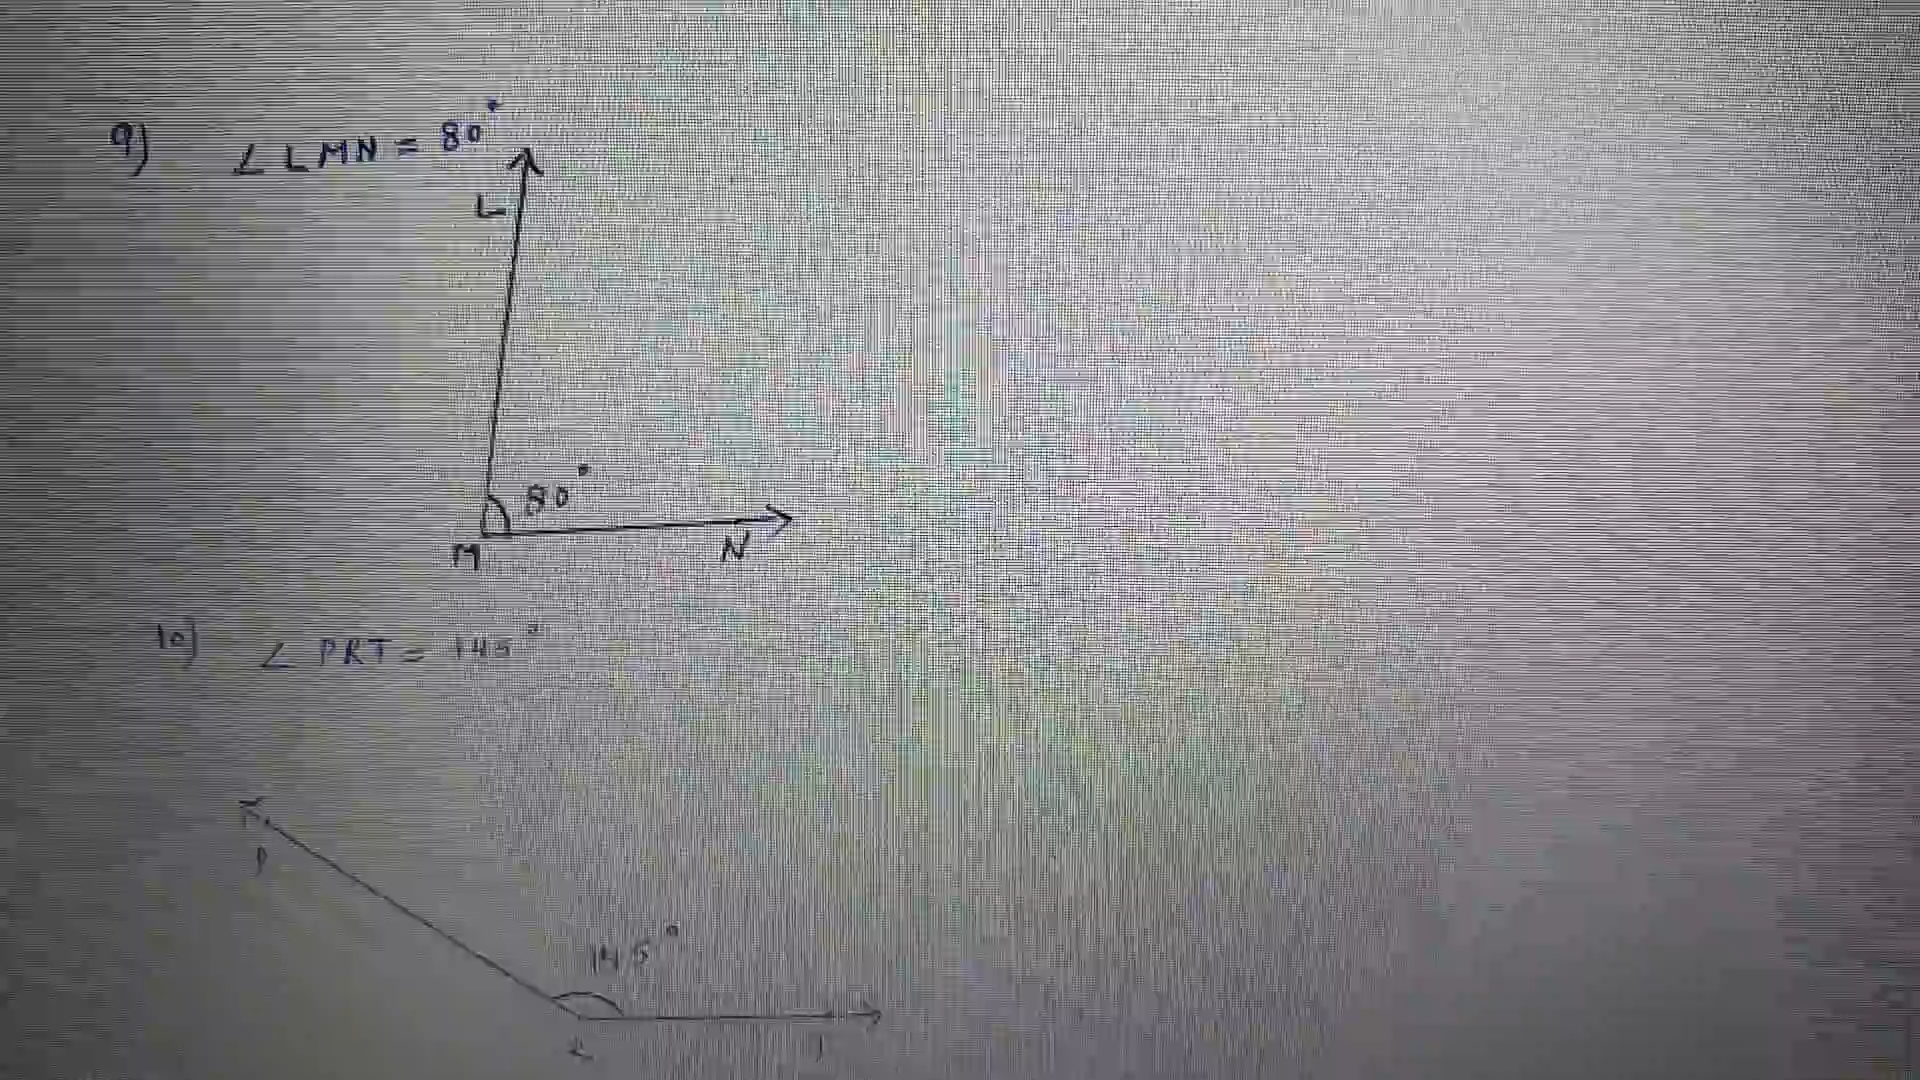 9) ∠LMN = 80°
L
80°
M N
10) ∠PRT = 145°
P
145°
R T